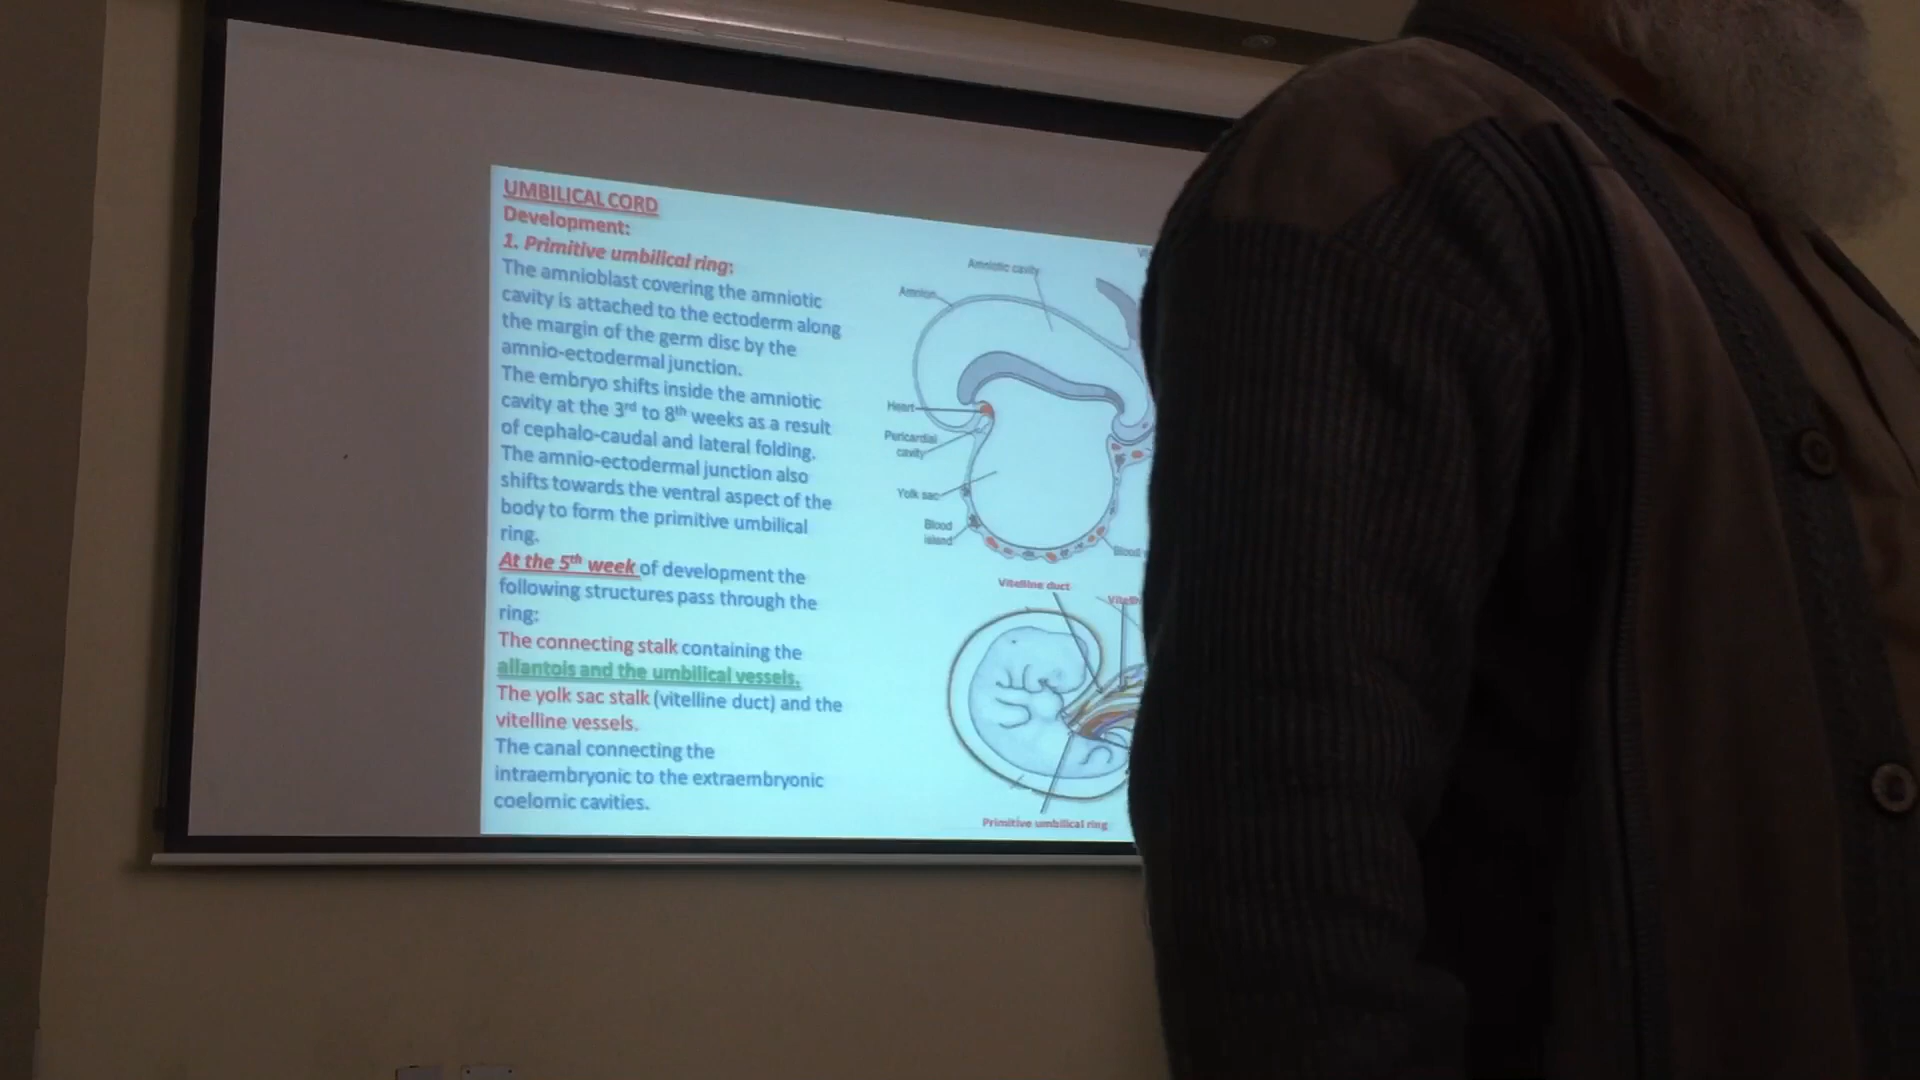 UMBILICAL CORD
Development:
1. Primitive umbilical ring:
The amnioblast covering the amniotic
cavity is attached to the ectoderm along
the margin of the germ disc by the
amnio-ectodermal junction.
The embryo shifts inside the amniotic
cavity at the 3rd to 8th weeks as a result
of cephalo-caudal and lateral folding.
The amnio-ectodermal junction also
shifts towards the ventral aspect of the
body to form the primitive umbilical
ring.
At the 5th week of development the
following structures pass through the
ring:
The connecting stalk containing the
allantois and the umbilical vessels.
The yolk sac stalk (vitelline duct) and the
vitelline vessels.
The canal connecting the
intraembryonic to the extraembryonic
coelomic cavities.
Amniotic cavity
Amnion
Heart
Pericardial
cavity
Yolk sac
Blood
island
Blood
Vitelline duct
Primitive umbilical ring